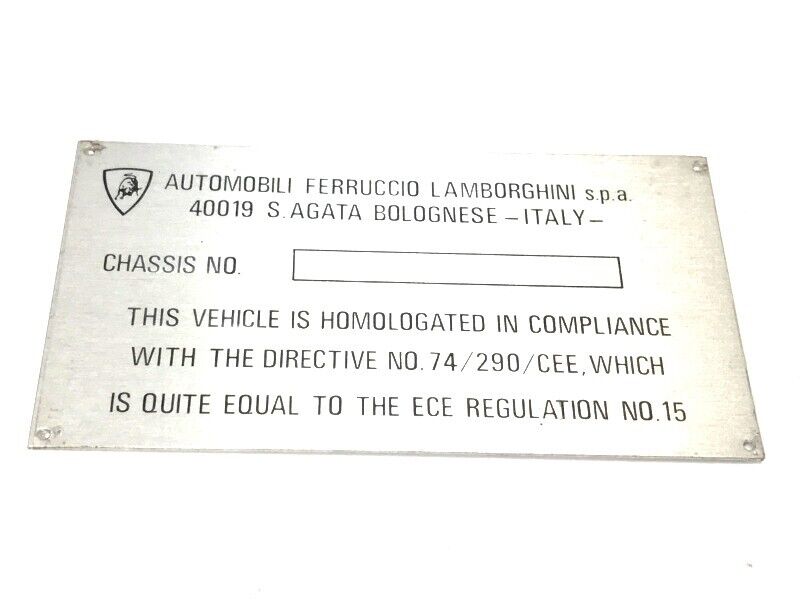 AUTOMOBILI FERRUCCIO LAMBORGHINI s.p.a.
40019 S. AGATA BOLOGNESE – ITALY –
CHASSIS NO.
THIS VEHICLE IS HOMOLOGATED IN COMPLIANCE
WITH THE DIRECTIVE NO. 74/290/CEE, WHICH
IS QUITE EQUAL TO THE ECE REGULATION NO.15